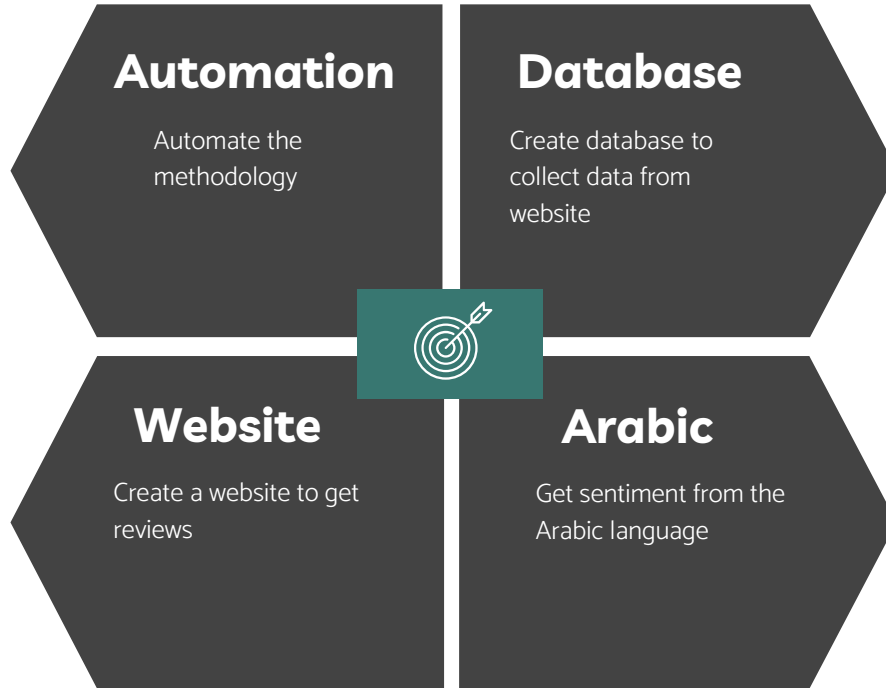 Automation
Automate the
methodology
Database
Create database to
collect data from
website
Website
Create a website to get
reviews
Arabic
Get sentiment from the
Arabic language